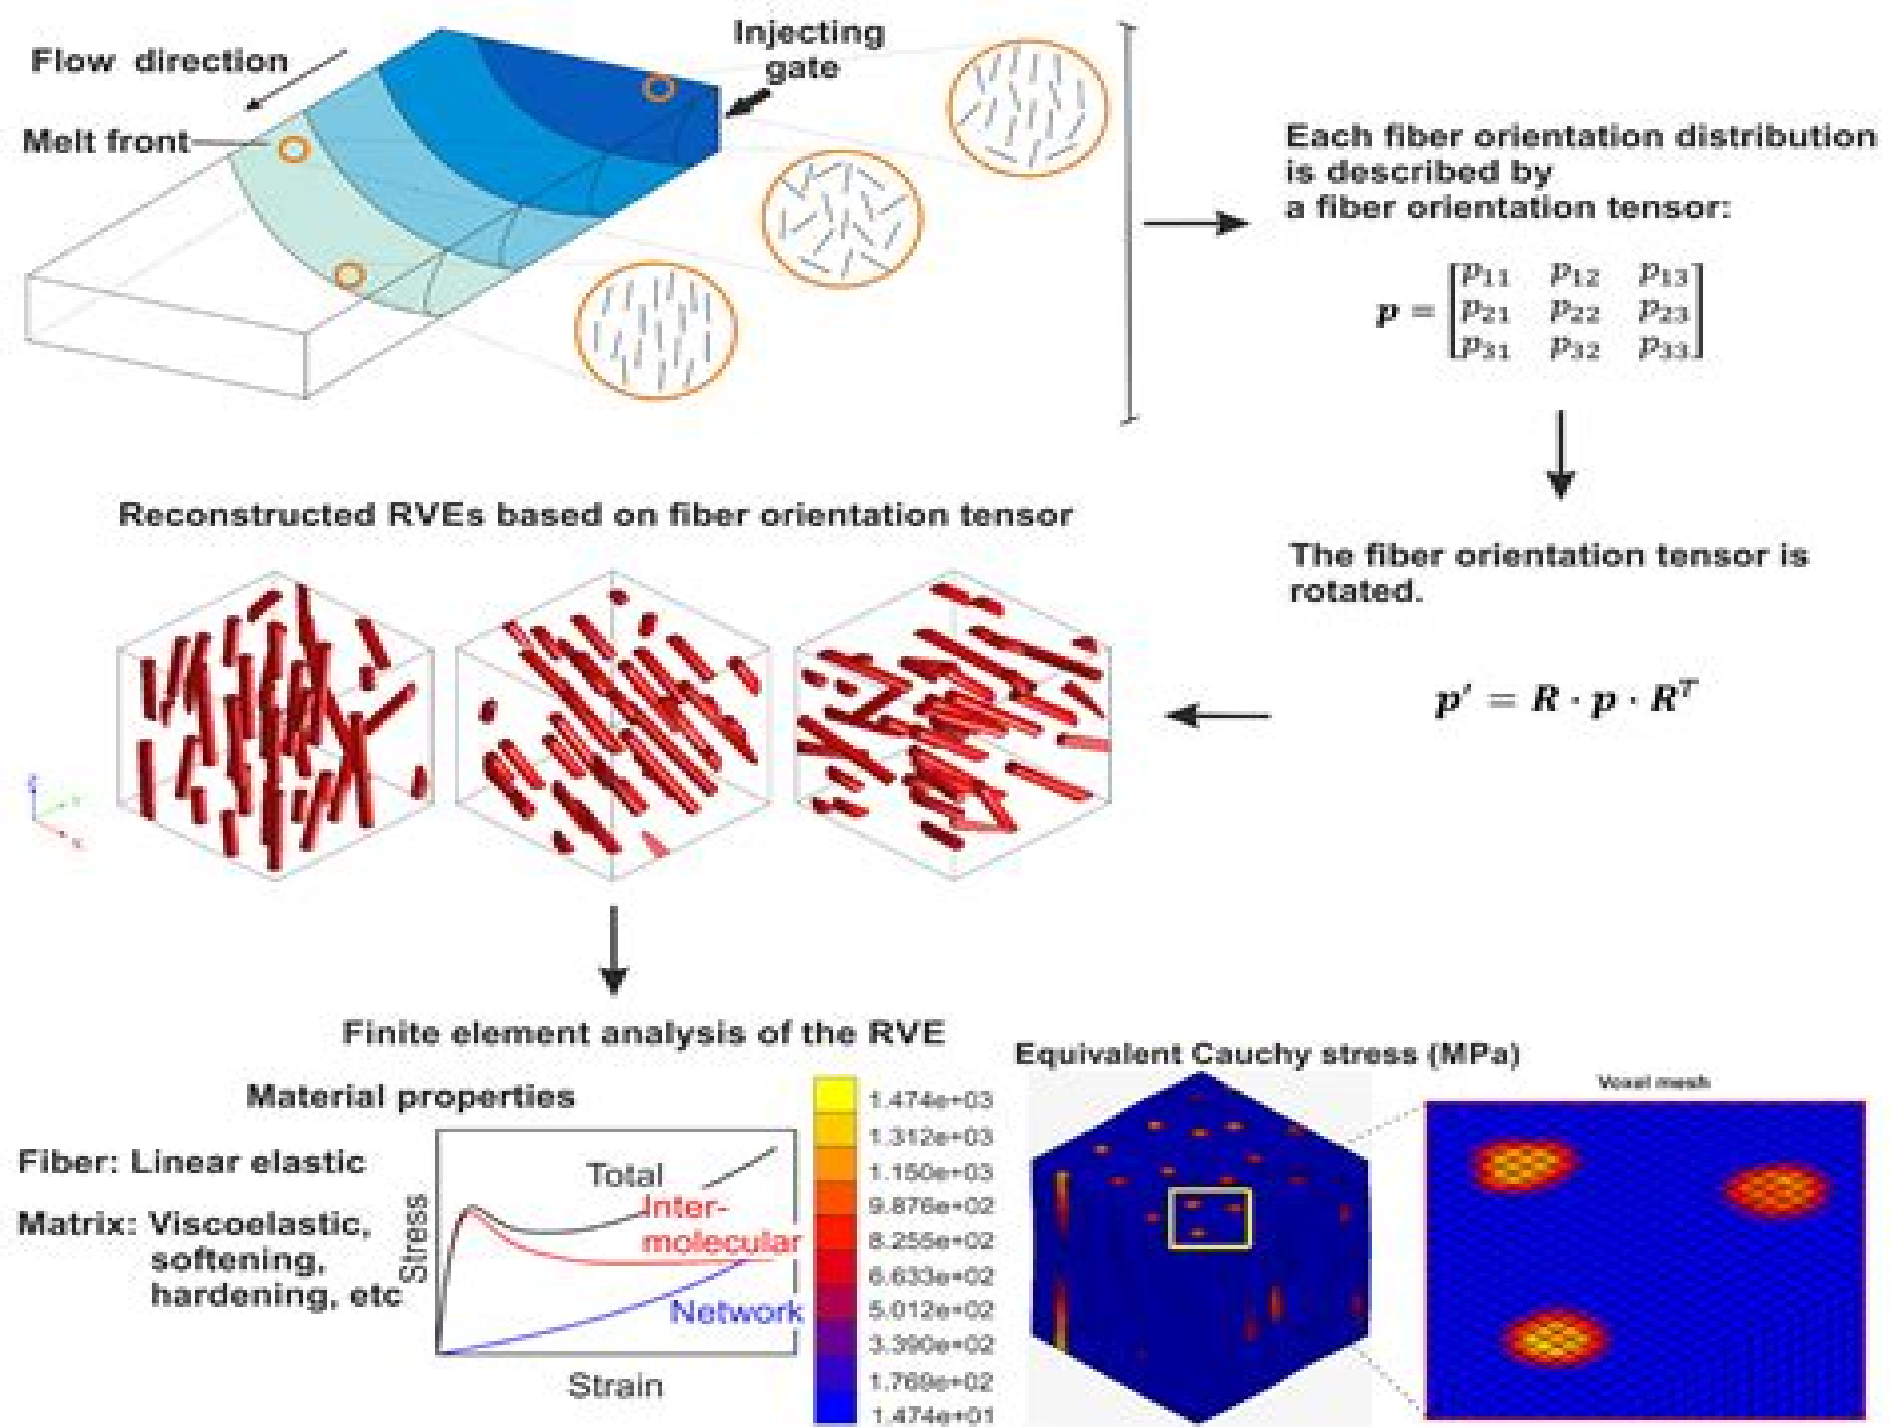 Flow direction
Injecting
gate
Melt front
Each fiber orientation distribution
is described by
a fiber orientation tensor:
p = [p11 p12 p13
p21 p22 p23
p31 p32 p33]
The fiber orientation tensor is
rotated.
p′ = R · p · R^T
Reconstructed RVEs based on fiber orientation tensor
Finite element analysis of the RVE
Material properties
Fiber: Linear elastic
Matrix: Viscoelastic,
softening,
hardening, etc
Stress
Total
Inter-
molecular
Network
Strain
Equivalent Cauchy stress (MPa)
1.474e+03
1.312e+03
1.150e+03
9.876e+02
8.255e+02
6.633e+02
5.012e+02
3.390e+02
1.769e+02
1.474e+01
Voxel mesh